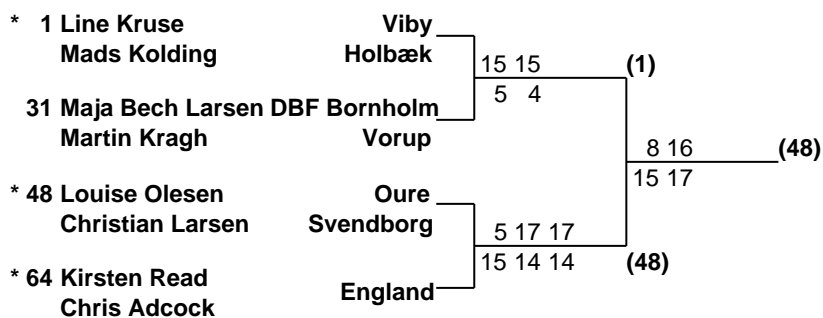 * 1 Line Kruse Viby
Mads Kolding Holbæk
15 15 (1)
5 4
31 Maja Bech Larsen DBF Bornholm
Martin Kragh Vorup
8 16 (48)
15 17
* 48 Louise Olesen Oure
Christian Larsen Svendborg
5 17 17
15 14 14 (48)
* 64 Kirsten Read
Chris Adcock England